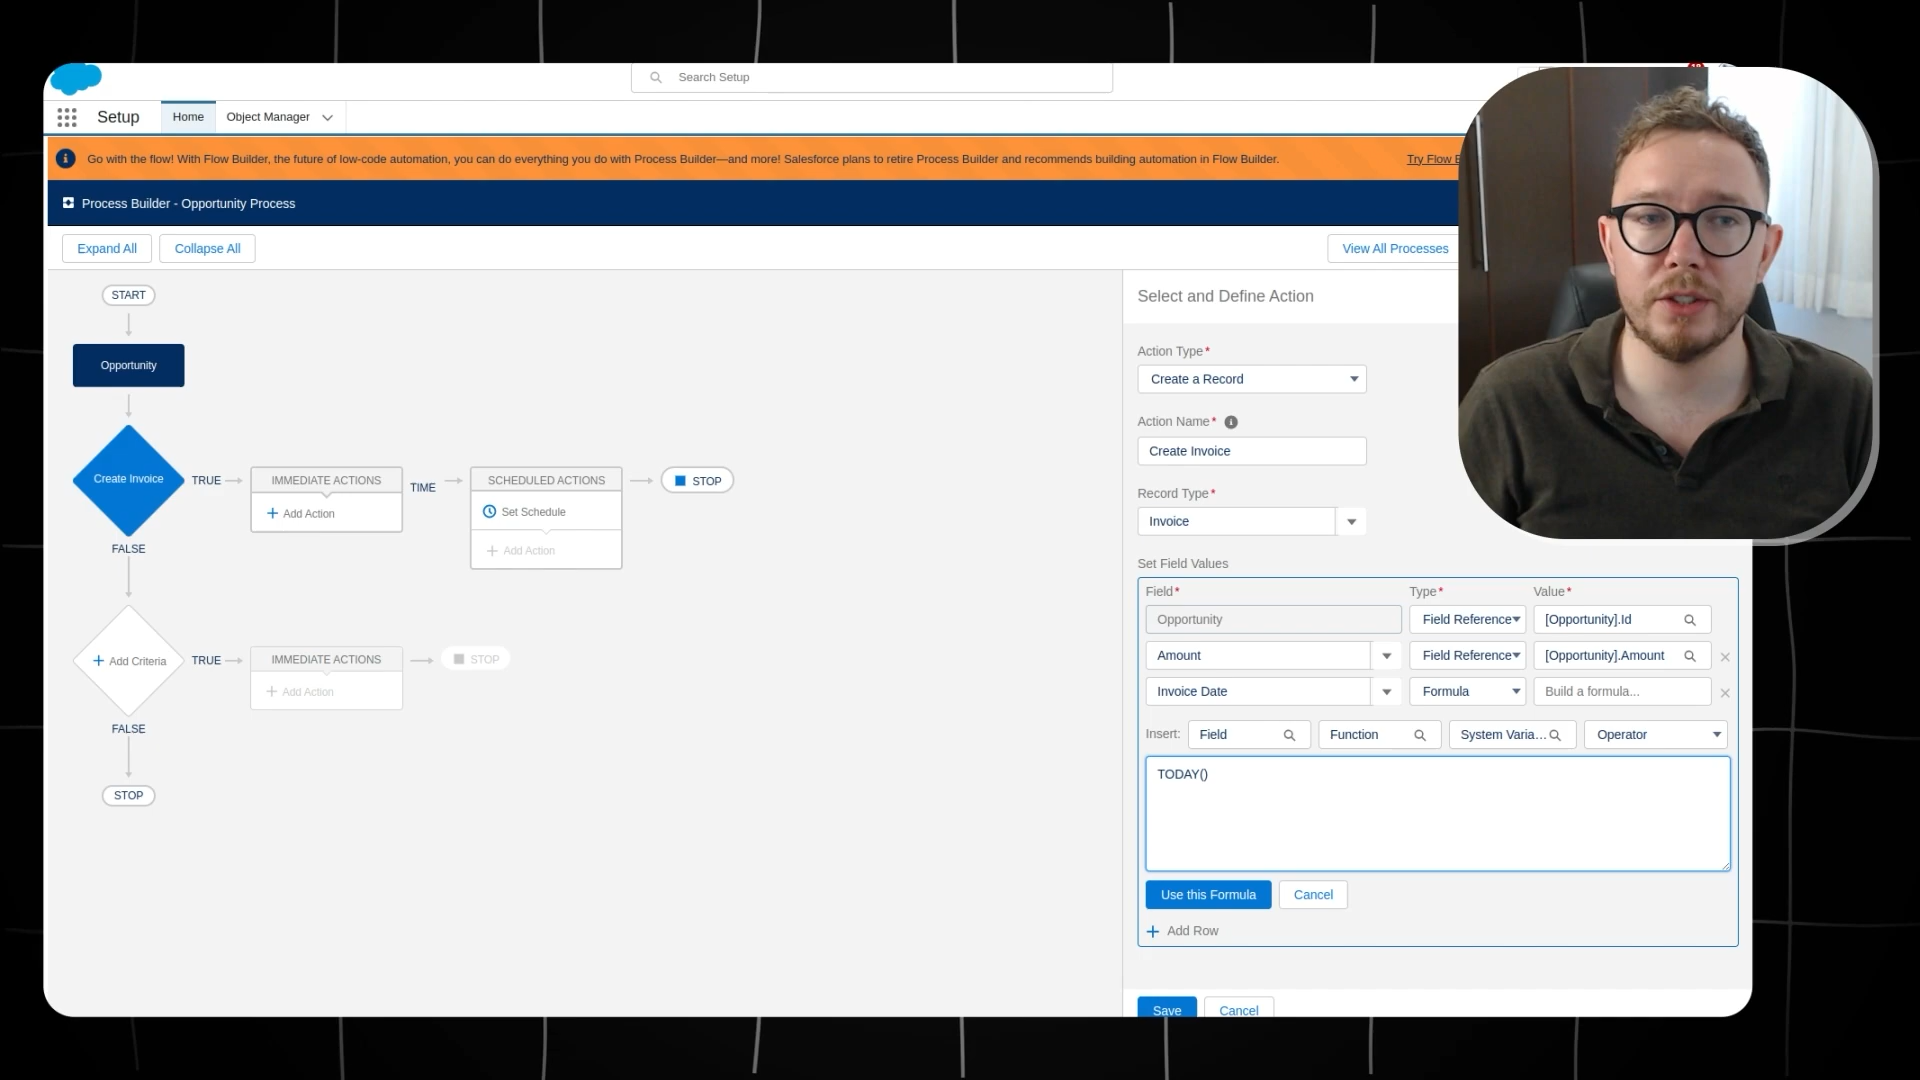 Search Setup
Setup
Home
Object Manager
Go with the flow! With Flow Builder, the future of low-code automation, you can do everything you do with Process Builder—and more! Salesforce plans to retire Process Builder and recommends building automation in Flow Builder.
Try Flow
Process Builder - Opportunity Process
Expand All
Collapse All
View All Processes
START
Opportunity
Create Invoice
TRUE
IMMEDIATE ACTIONS
Add Action
TIME
SCHEDULED ACTIONS
Set Schedule
Add Action
STOP
FALSE
Add Criteria
TRUE
IMMEDIATE ACTIONS
Add Action
STOP
FALSE
STOP
Select and Define Action
Action Type*
Create a Record
Action Name*
Create Invoice
Record Type*
Invoice
Set Field Values
Field* Type* Value*
Opportunity Field Reference [Opportunity].Id
Amount Field Reference [Opportunity].Amount
Invoice Date Formula Build a formula...
Insert: Field Function System Varia... Operator
TODAY()
Use this Formula
Cancel
Add Row
Save
Cancel